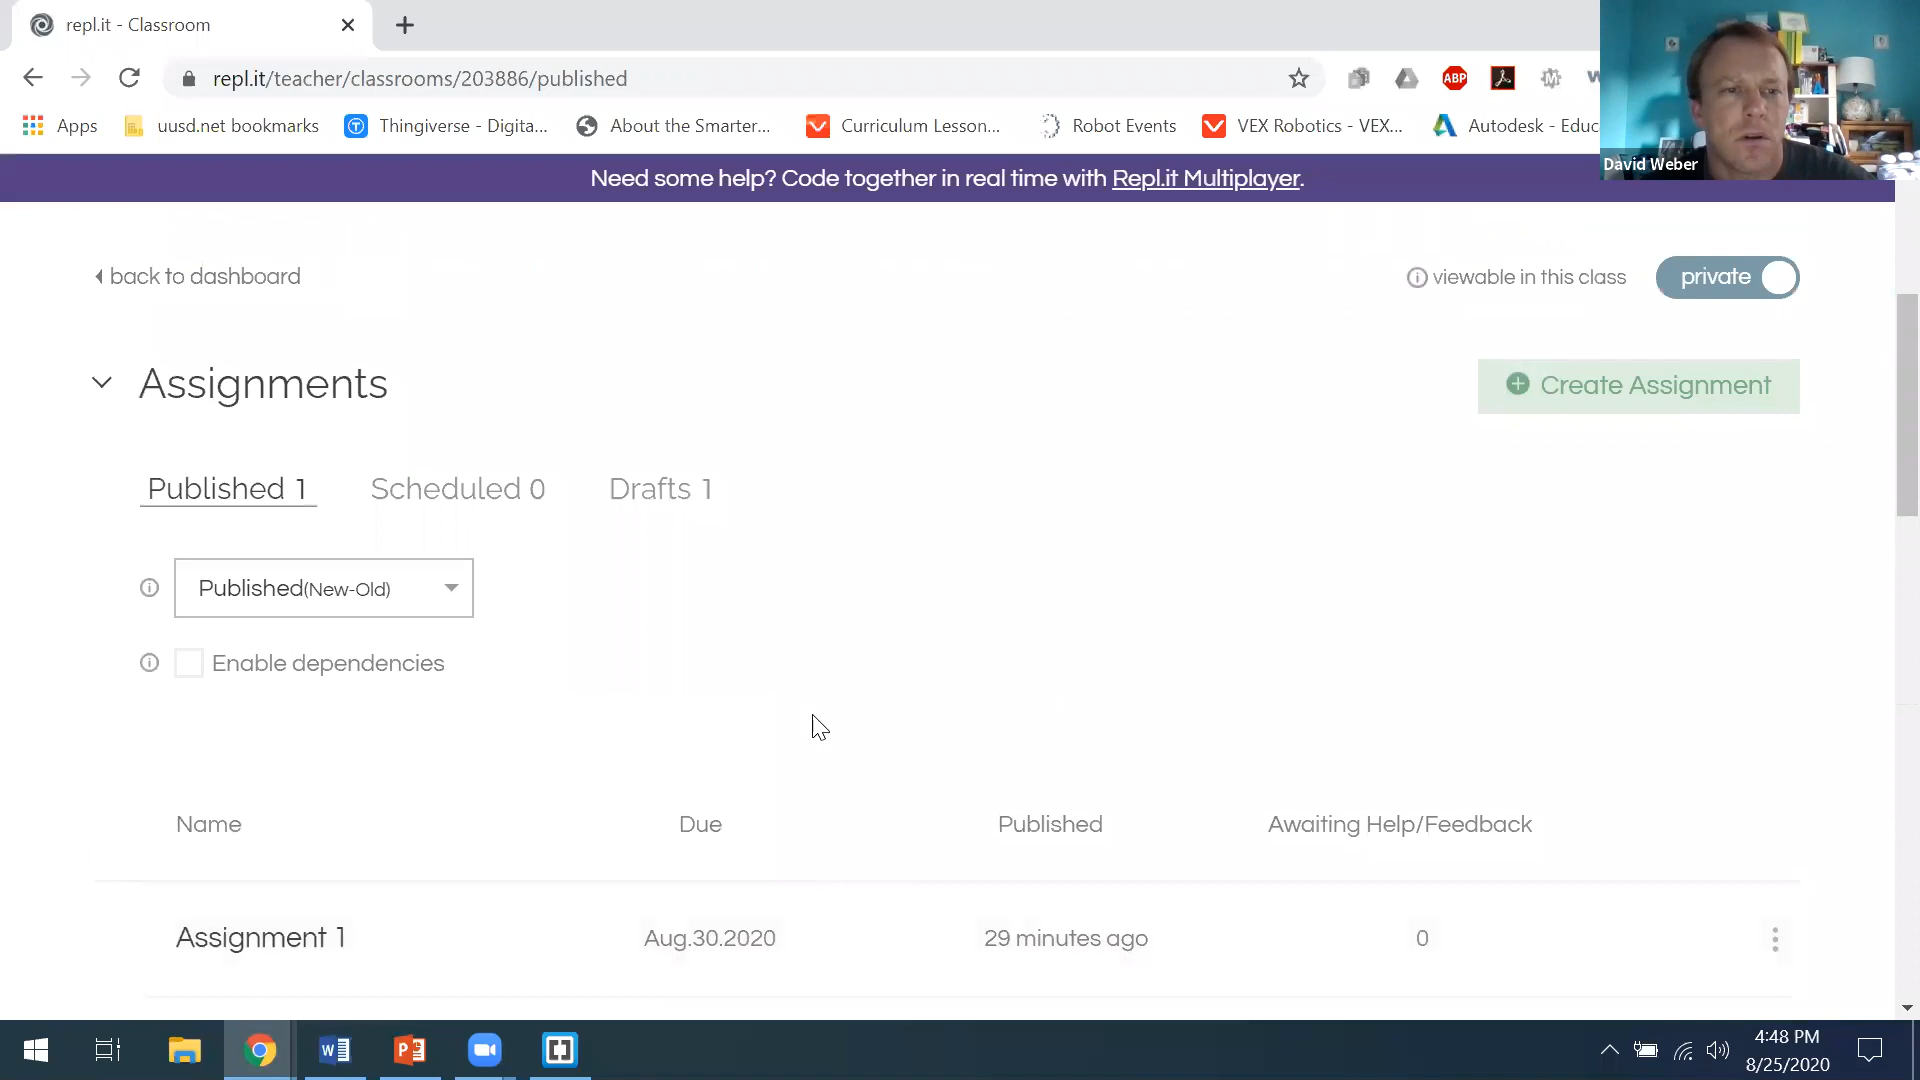 repl.it - Classroom
repl.it/teacher/classrooms/203886/published
ABP
Apps
uusd.net bookmarks
Thingiverse - Digita...
About the Smarter...
Curriculum Lesson...
Robot Events
VEX Robotics - VEX...
Autodesk - Educ
David Weber
Need some help? Code together in real time with Repl.it Multiplayer.
back to dashboard
viewable in this class
private
Assignments
Create Assignment
Published 1
Scheduled 0
Drafts 1
Published(New-Old)
Enable dependencies
Name
Due
Published
Awaiting Help/Feedback
Assignment 1
Aug.30.2020
29 minutes ago
0
4:48 PM
8/25/2020